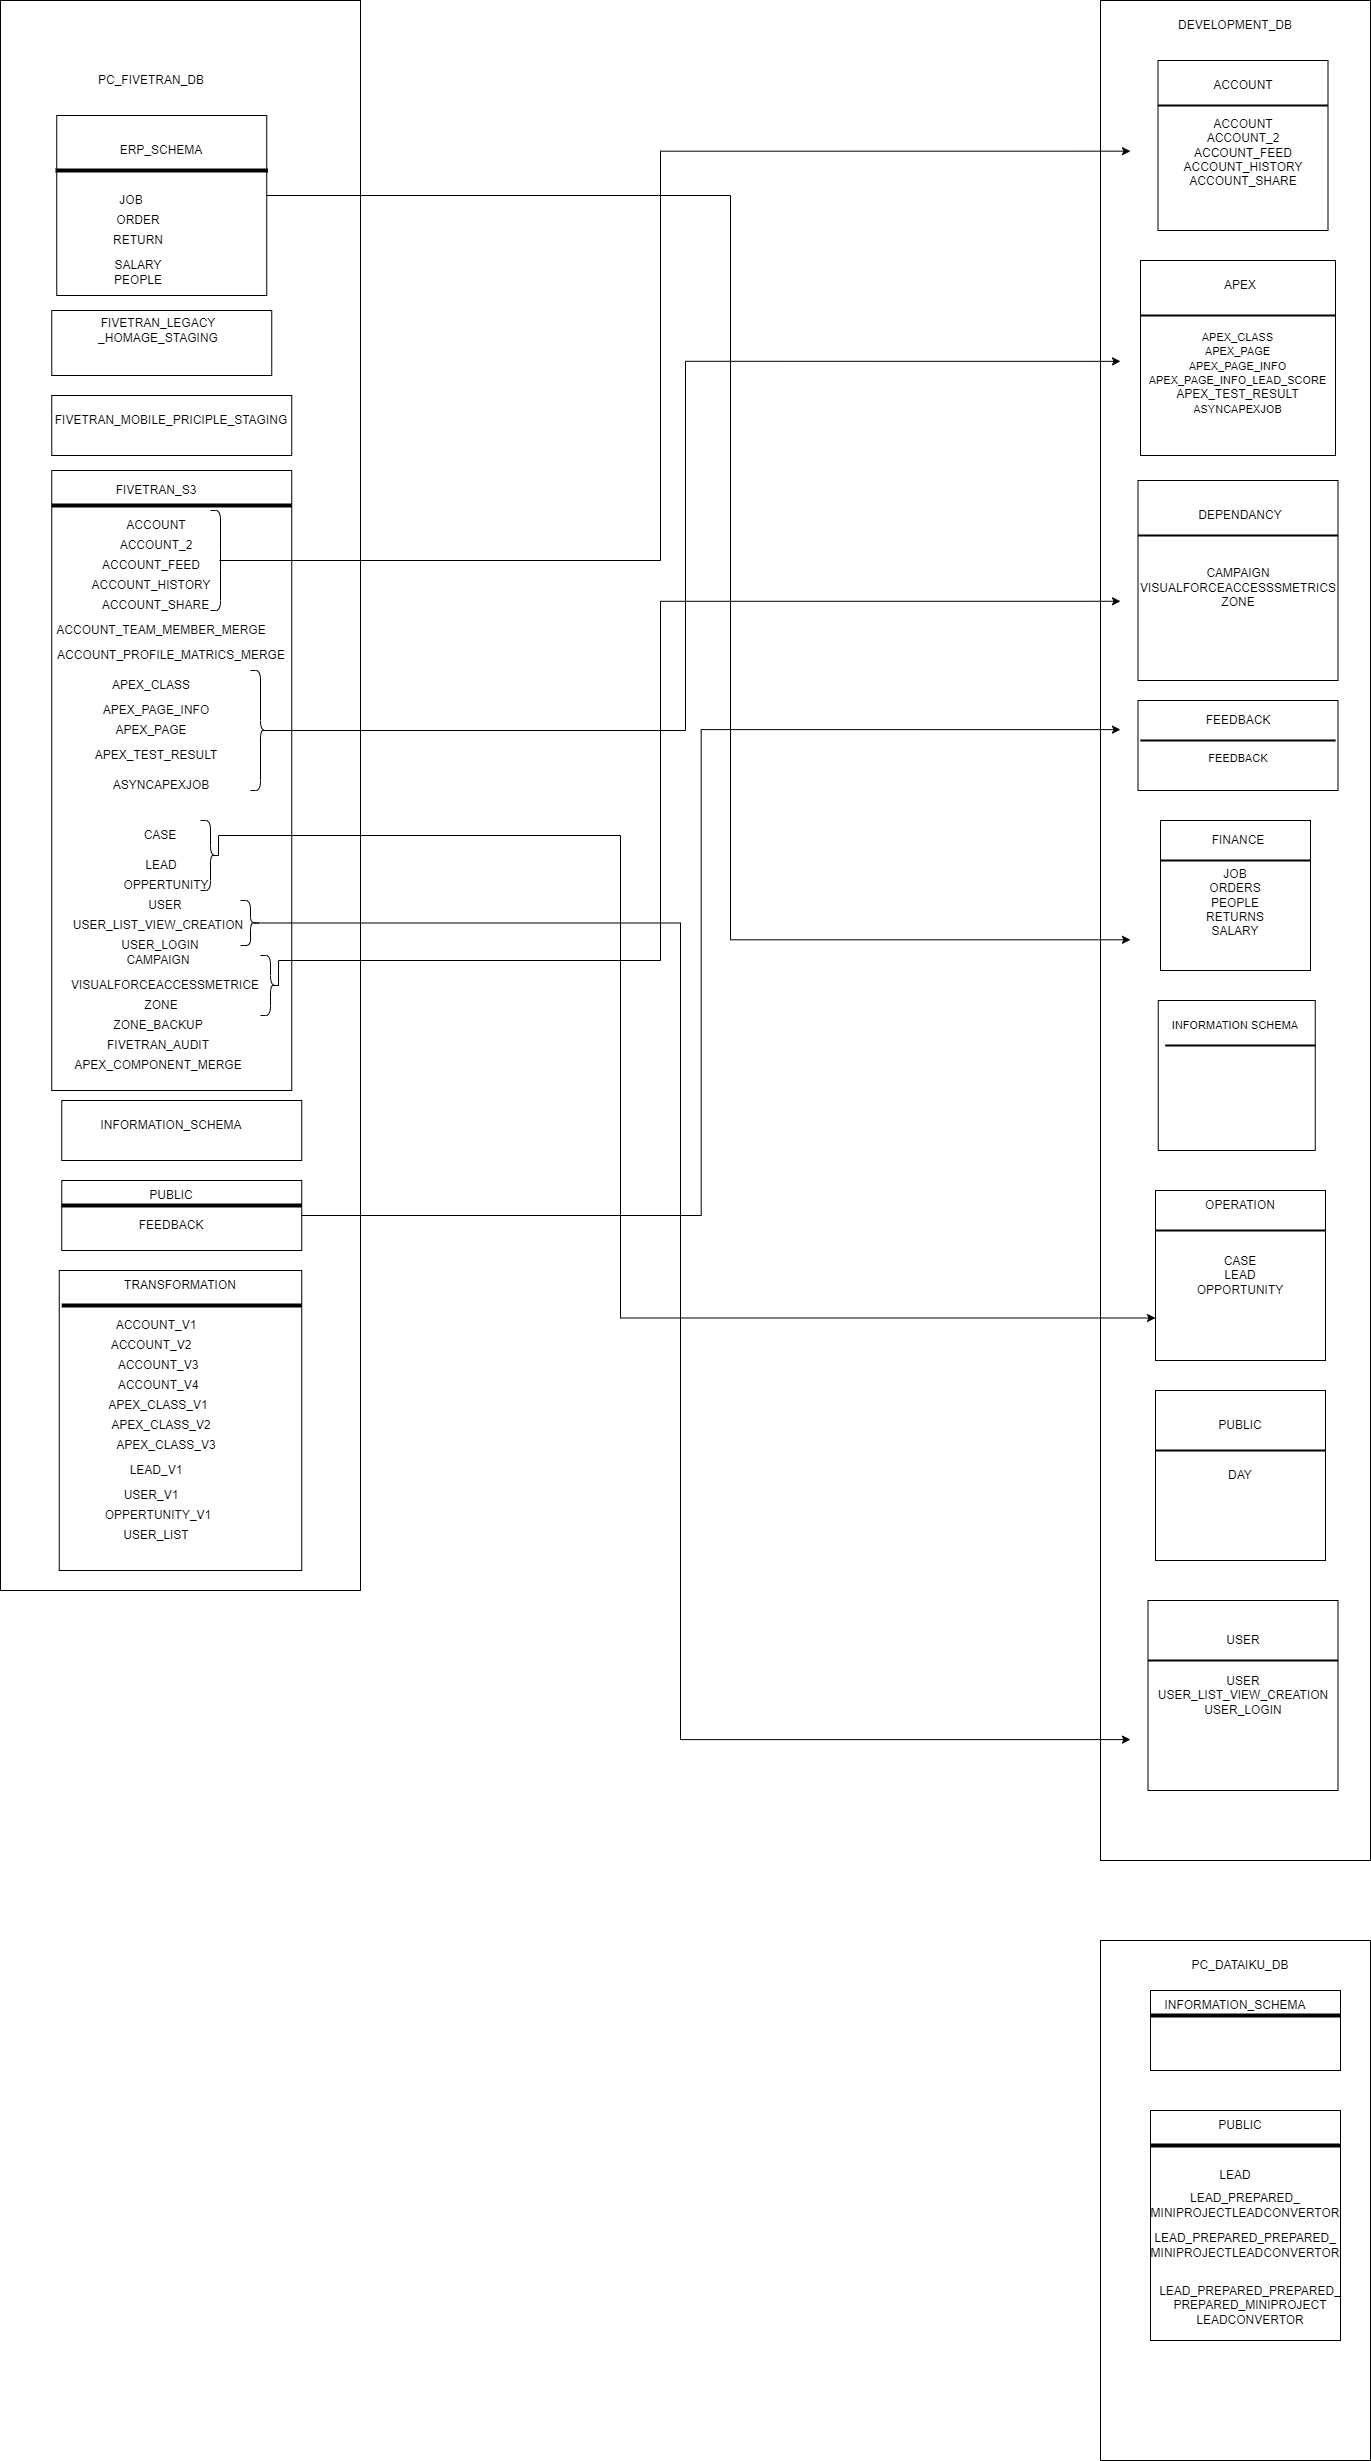 PC_FIVETRAN_DB
ERP_SCHEMA
JOB
ORDER
RETURN
SALARY
PEOPLE
FIVETRAN_LEGACY
_HOMAGE_STAGING
FIVETRAN_MOBILE_PRICIPLE_STAGING
FIVETRAN_S3
ACCOUNT
ACCOUNT_2
ACCOUNT_FEED
ACCOUNT_HISTORY
ACCOUNT_SHARE
ACCOUNT_TEAM_MEMBER_MERGE
ACCOUNT_PROFILE_MATRICS_MERGE
APEX_CLASS
APEX_PAGE_INFO
APEX_PAGE
APEX_TEST_RESULT
ASYNCAPEXJOB
CASE
LEAD
OPPERTUNITY
USER
USER_LIST_VIEW_CREATION
USER_LOGIN
CAMPAIGN
VISUALFORCEACCESSMETRICE
ZONE
ZONE_BACKUP
FIVETRAN_AUDIT
APEX_COMPONENT_MERGE
INFORMATION_SCHEMA
PUBLIC
FEEDBACK
TRANSFORMATION
ACCOUNT_V1
ACCOUNT_V2
ACCOUNT_V3
ACCOUNT_V4
APEX_CLASS_V1
APEX_CLASS_V2
APEX_CLASS_V3
LEAD_V1
USER_V1
OPPERTUNITY_V1
USER_LIST
DEVELOPMENT_DB
ACCOUNT
ACCOUNT
ACCOUNT_2
ACCOUNT_FEED
ACCOUNT_HISTORY
ACCOUNT_SHARE
APEX
APEX_CLASS
APEX_PAGE
APEX_PAGE_INFO
APEX_PAGE_INFO_LEAD_SCORE
APEX_TEST_RESULT
ASYNCAPEXJOB
DEPENDANCY
CAMPAIGN
VISUALFORCEACCESSSMETRICS
ZONE
FEEDBACK
FEEDBACK
FINANCE
JOB
ORDERS
PEOPLE
RETURNS
SALARY
INFORMATION SCHEMA
OPERATION
CASE
LEAD
OPPORTUNITY
PUBLIC
DAY
USER
USER
USER_LIST_VIEW_CREATION
USER_LOGIN
PC_DATAIKU_DB
INFORMATION_SCHEMA
PUBLIC
LEAD
LEAD_PREPARED_
MINIPROJECTLEADCONVERTOR
LEAD_PREPARED_PREPARED_
MINIPROJECTLEADCONVERTOR
LEAD_PREPARED_PREPARED_
PREPARED_MINIPROJECT
LEADCONVERTOR